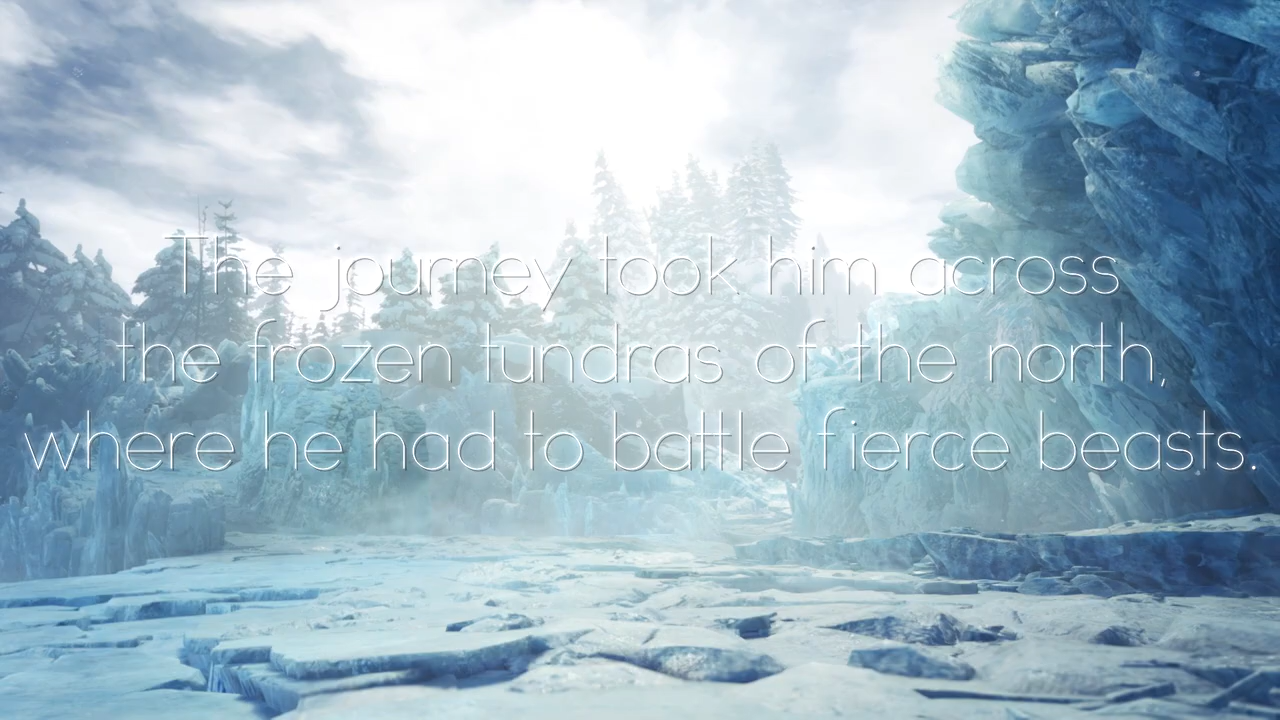 The journey took him across
the frozen tundras of the north,
where he had to battle fierce beasts.